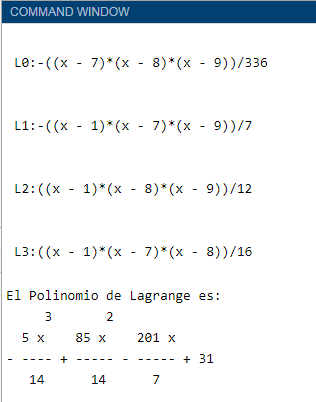 COMMAND WINDOW
L0:-((x - 7)*(x - 8)*(x - 9))/336
L1:-((x - 1)*(x - 7)*(x - 9))/7
L2:((x - 1)*(x - 8)*(x - 9))/12
L3:((x - 1)*(x - 7)*(x - 8))/16
El Polinomio de Lagrange es:
     3       2
  5 x    85 x    201 x
- ---- + ----- - ----- + 31
   14      14      7